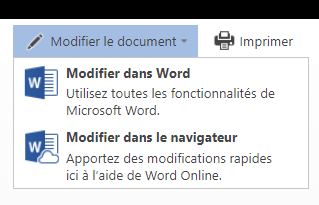 Modifier le document Imprimer
Modifier dans Word
Utilisez toutes les fonctionnalités de
Microsoft Word.
Modifier dans le navigateur
Apportez des modifications rapides
ici à l'aide de Word Online.